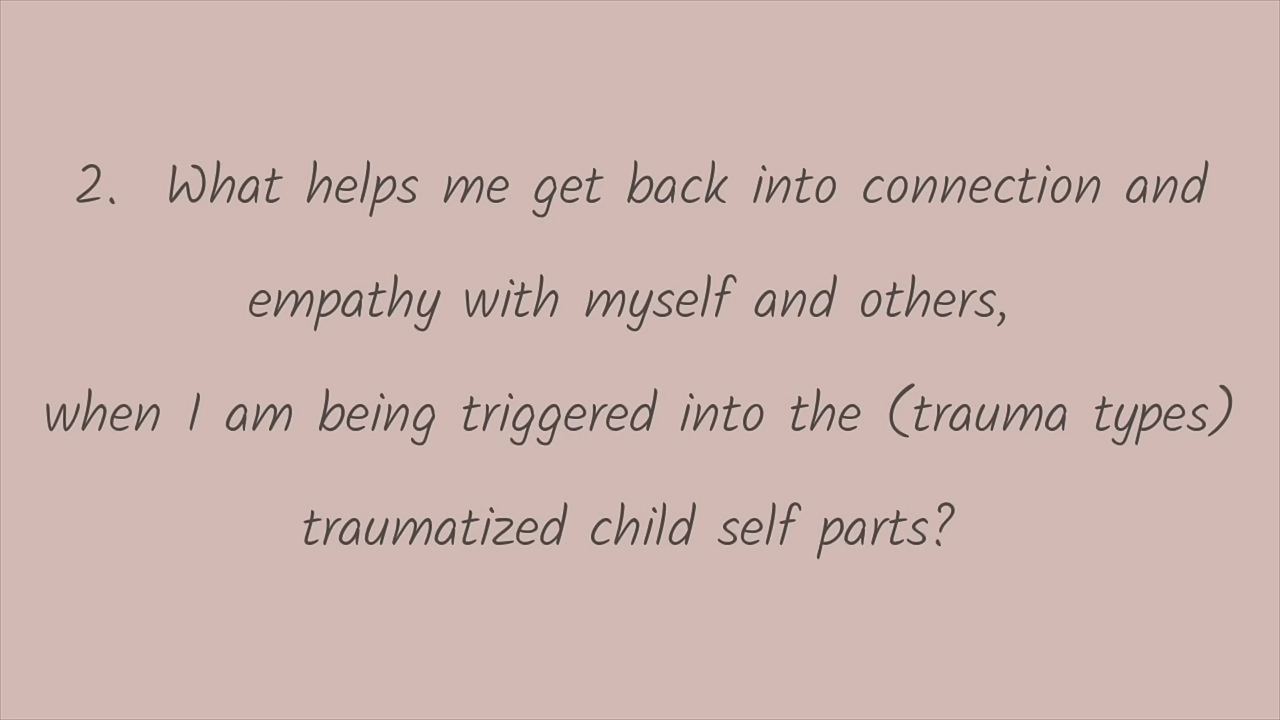 2. What helps me get back into connection and
empathy with myself and others,
when I am being triggered into the (trauma types)
traumatized child self parts?